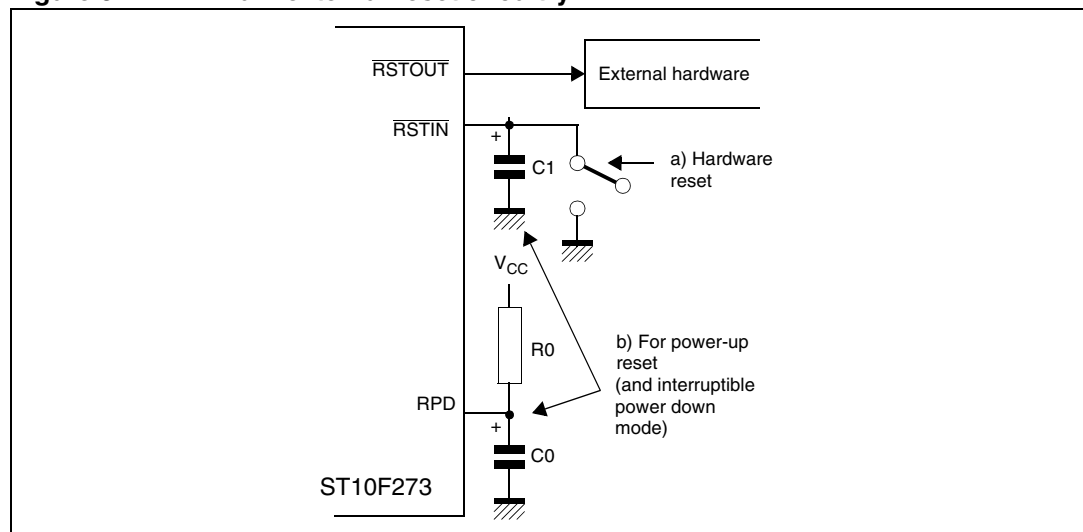 RSTOUT
External hardware
RSTIN
+
C1
a) Hardware
reset
VCC
R0
b) For power-up
reset
(and interruptible
power down
mode)
RPD
+
C0
ST10F273